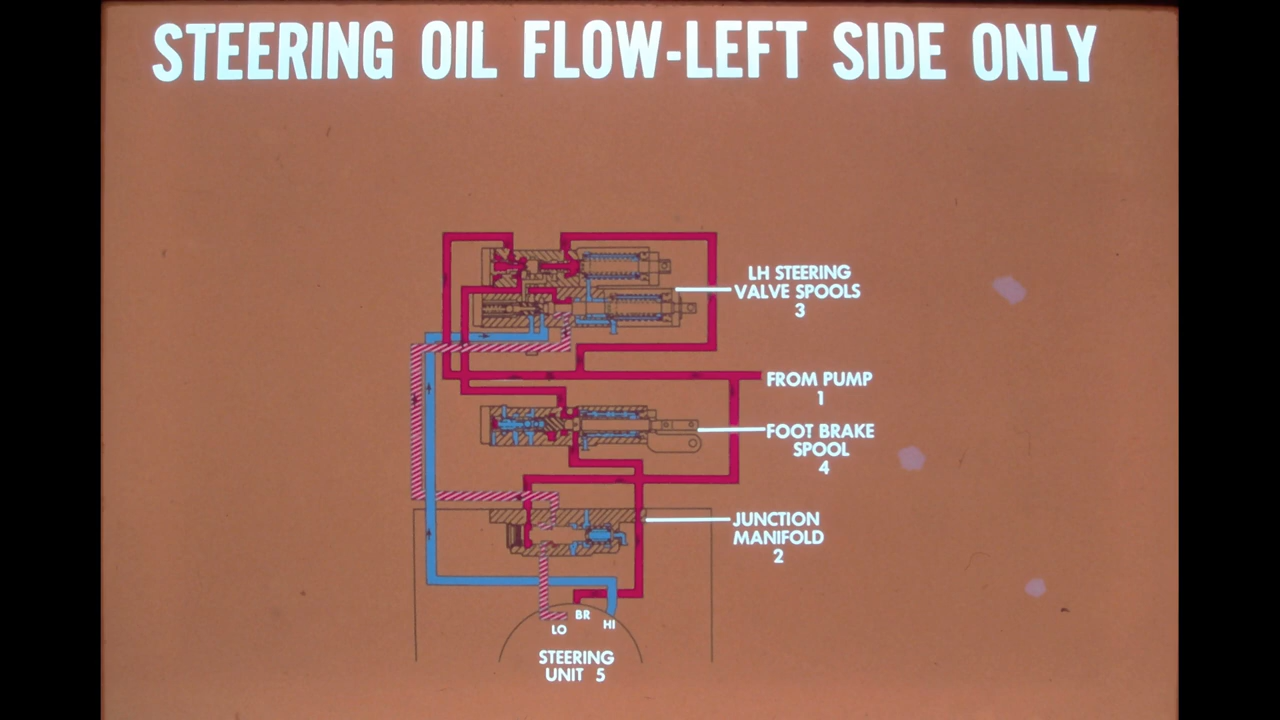 STEERING OIL FLOW-LEFT SIDE ONLY
LH STEERING
VALVE SPOOLS
3
FROM PUMP
1
FOOT BRAKE
SPOOL
4
JUNCTION
MANIFOLD
2
BR
LO
HI
STEERING
UNIT 5